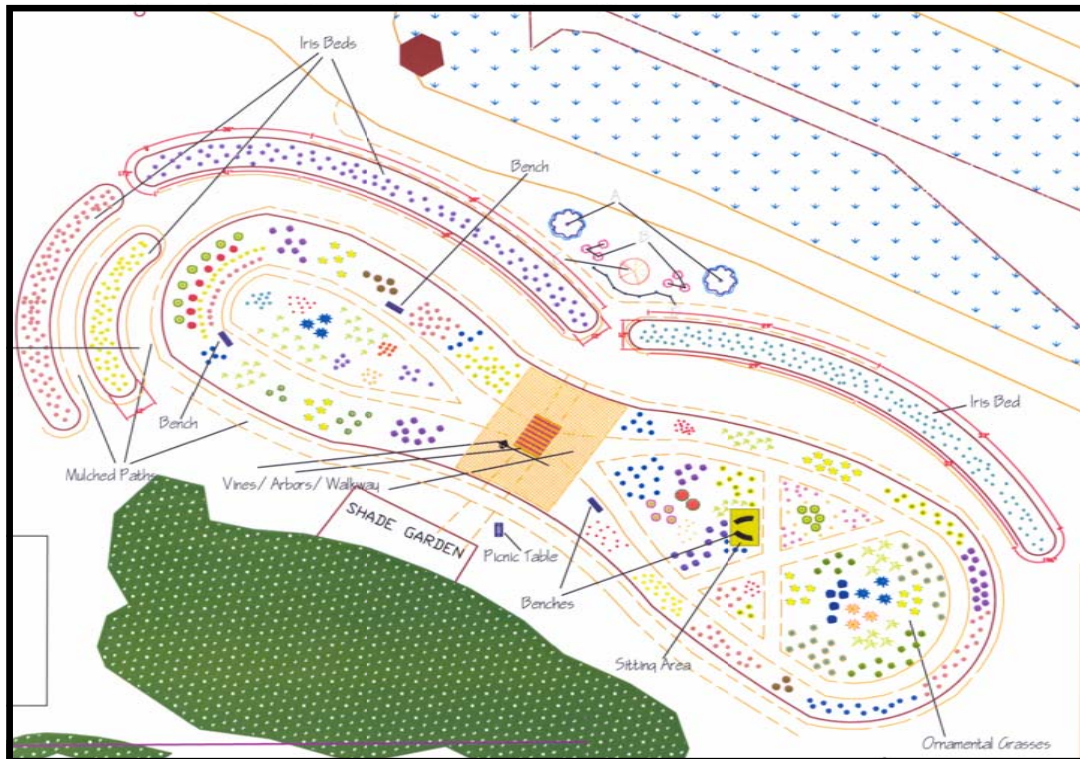 Iris Beds
Bench
A
B
Iris Bed
Bench
Mulched Paths
Vines/ Arbors/ Walkway
SHADE GARDEN
Picnic Table
Benches
Sitting Area
Ornamental Grasses